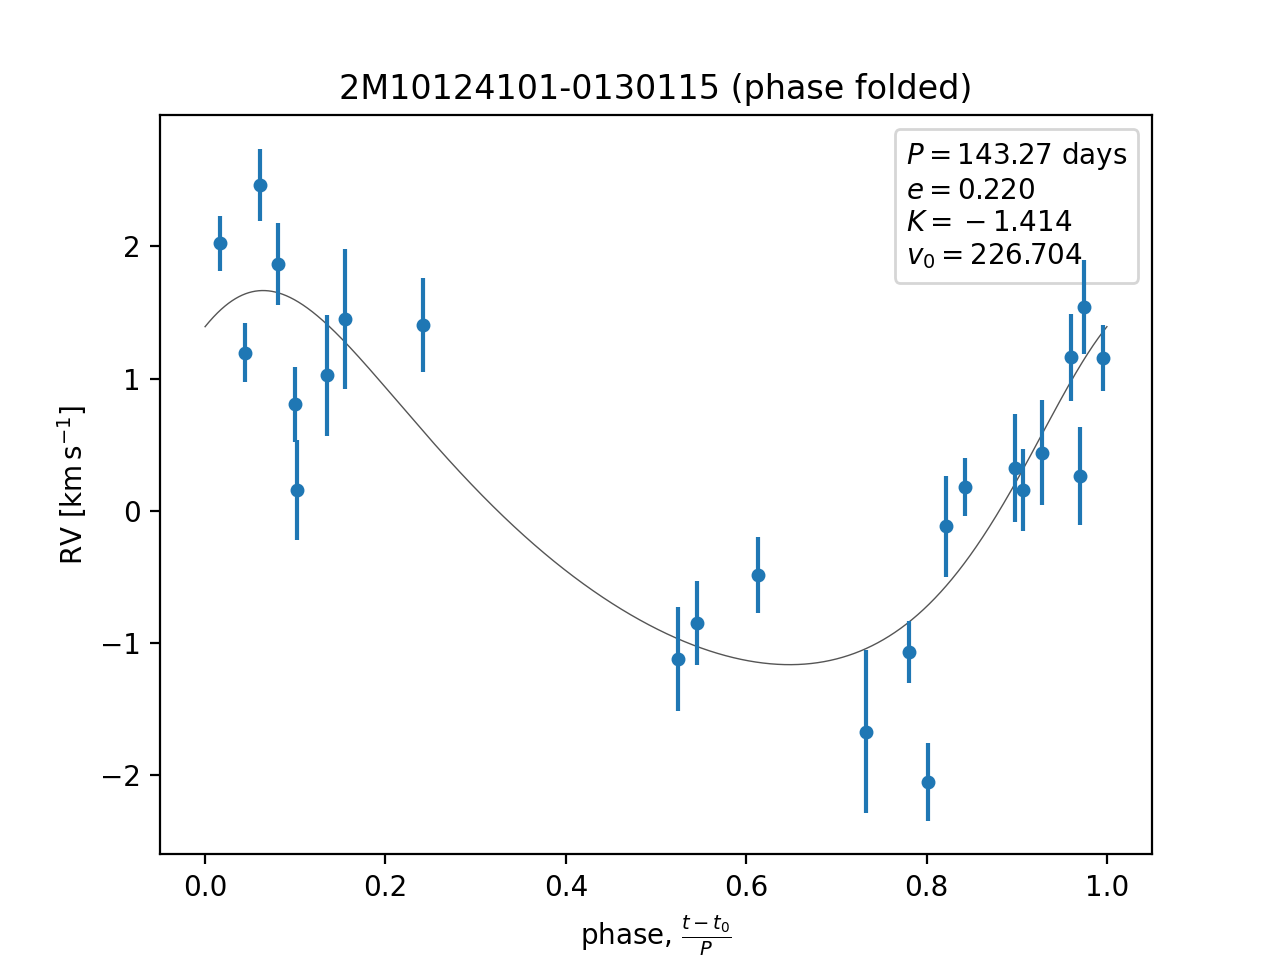 2M10124101-0130115 (phase folded)
P = 143.27 days
e = 0.220
K = −1.414
v₀ = 226.704
RV [km s⁻¹]
2
1
0
−1
−2
0.0 0.2 0.4 0.6 0.8 1.0
phase, (t − t₀)/P